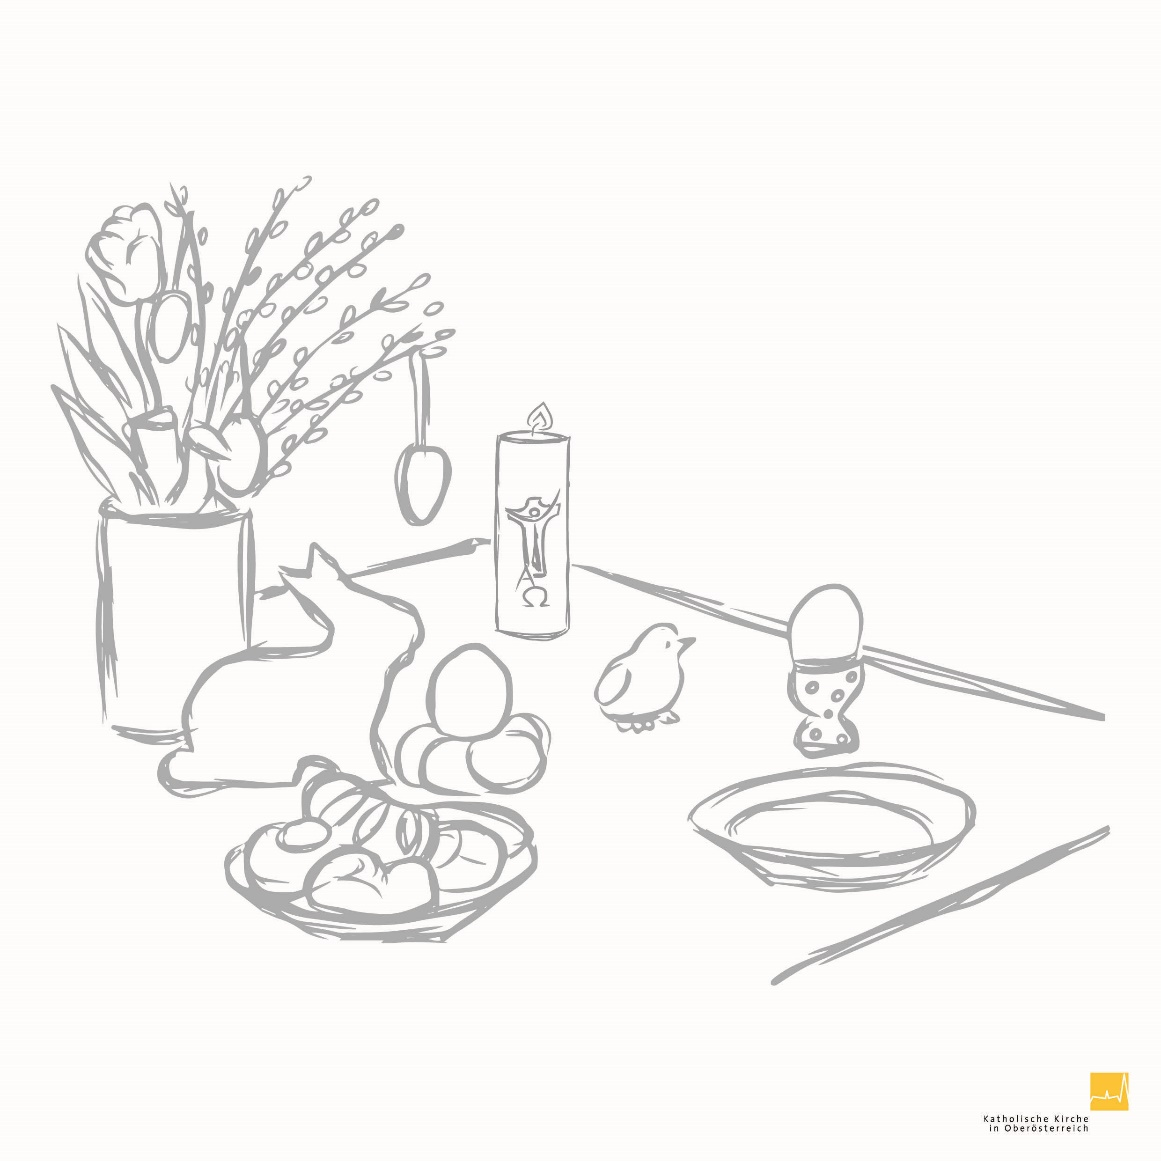 Α
Ω
Katholische Kirche
in Oberösterreich